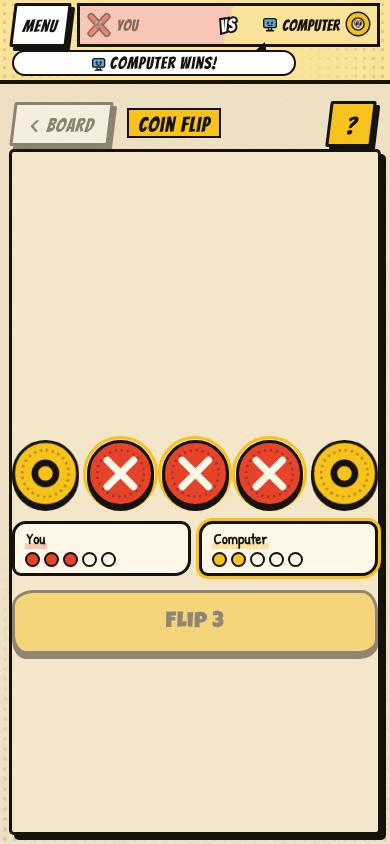 MENU
YOU
VS
COMPUTER
COMPUTER WINS!
BOARD
COIN FLIP
?
You
Computer
FLIP 3